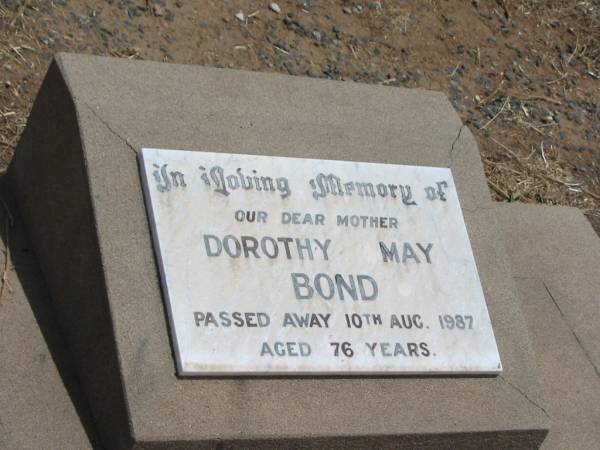 In Loving Memory of
OUR DEAR MOTHER
DOROTHY MAY
BOND
PASSED AWAY 10TH AUG. 1987
AGED 76 YEARS.